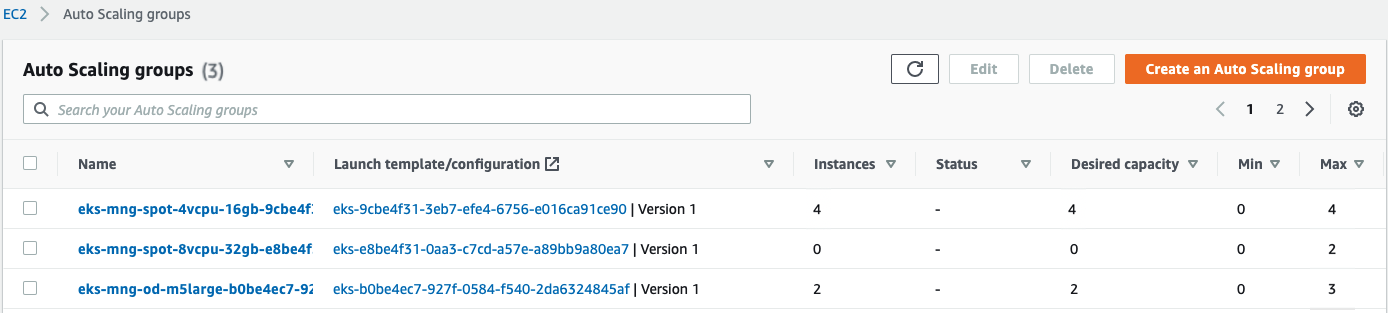 EC2 > Auto Scaling groups
Auto Scaling groups (3) Edit Delete Create an Auto Scaling group
Search your Auto Scaling groups 1 2
Name Launch template/configuration Instances Status Desired capacity Min Max
eks-mng-spot-4vcpu-16gb-9cbe4f eks-9cbe4f31-3eb7-efe4-6756-e016ca91ce90 | Version 1 4 - 4 0 4
eks-mng-spot-8vcpu-32gb-e8be4f eks-e8be4f31-0aa3-c7cd-a57e-a89bb9a80ea7 | Version 1 0 - 0 0 2
eks-mng-od-m5large-b0be4ec7-92 eks-b0be4ec7-927f-0584-f540-2da6324845af | Version 1 2 - 2 0 3